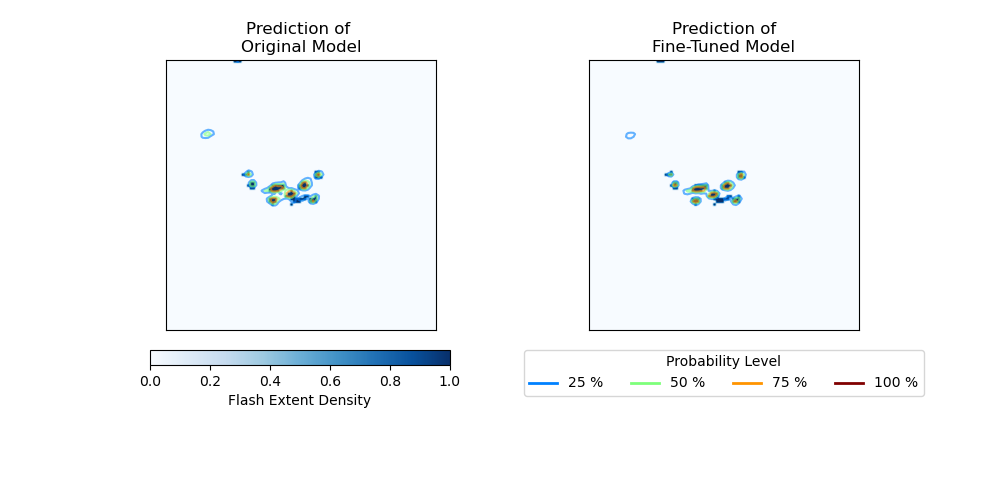 Prediction of
Original Model
Prediction of
Fine-Tuned Model
0.0 0.2 0.4 0.6 0.8 1.0
Flash Extent Density
Probability Level
25 % 50 % 75 % 100 %